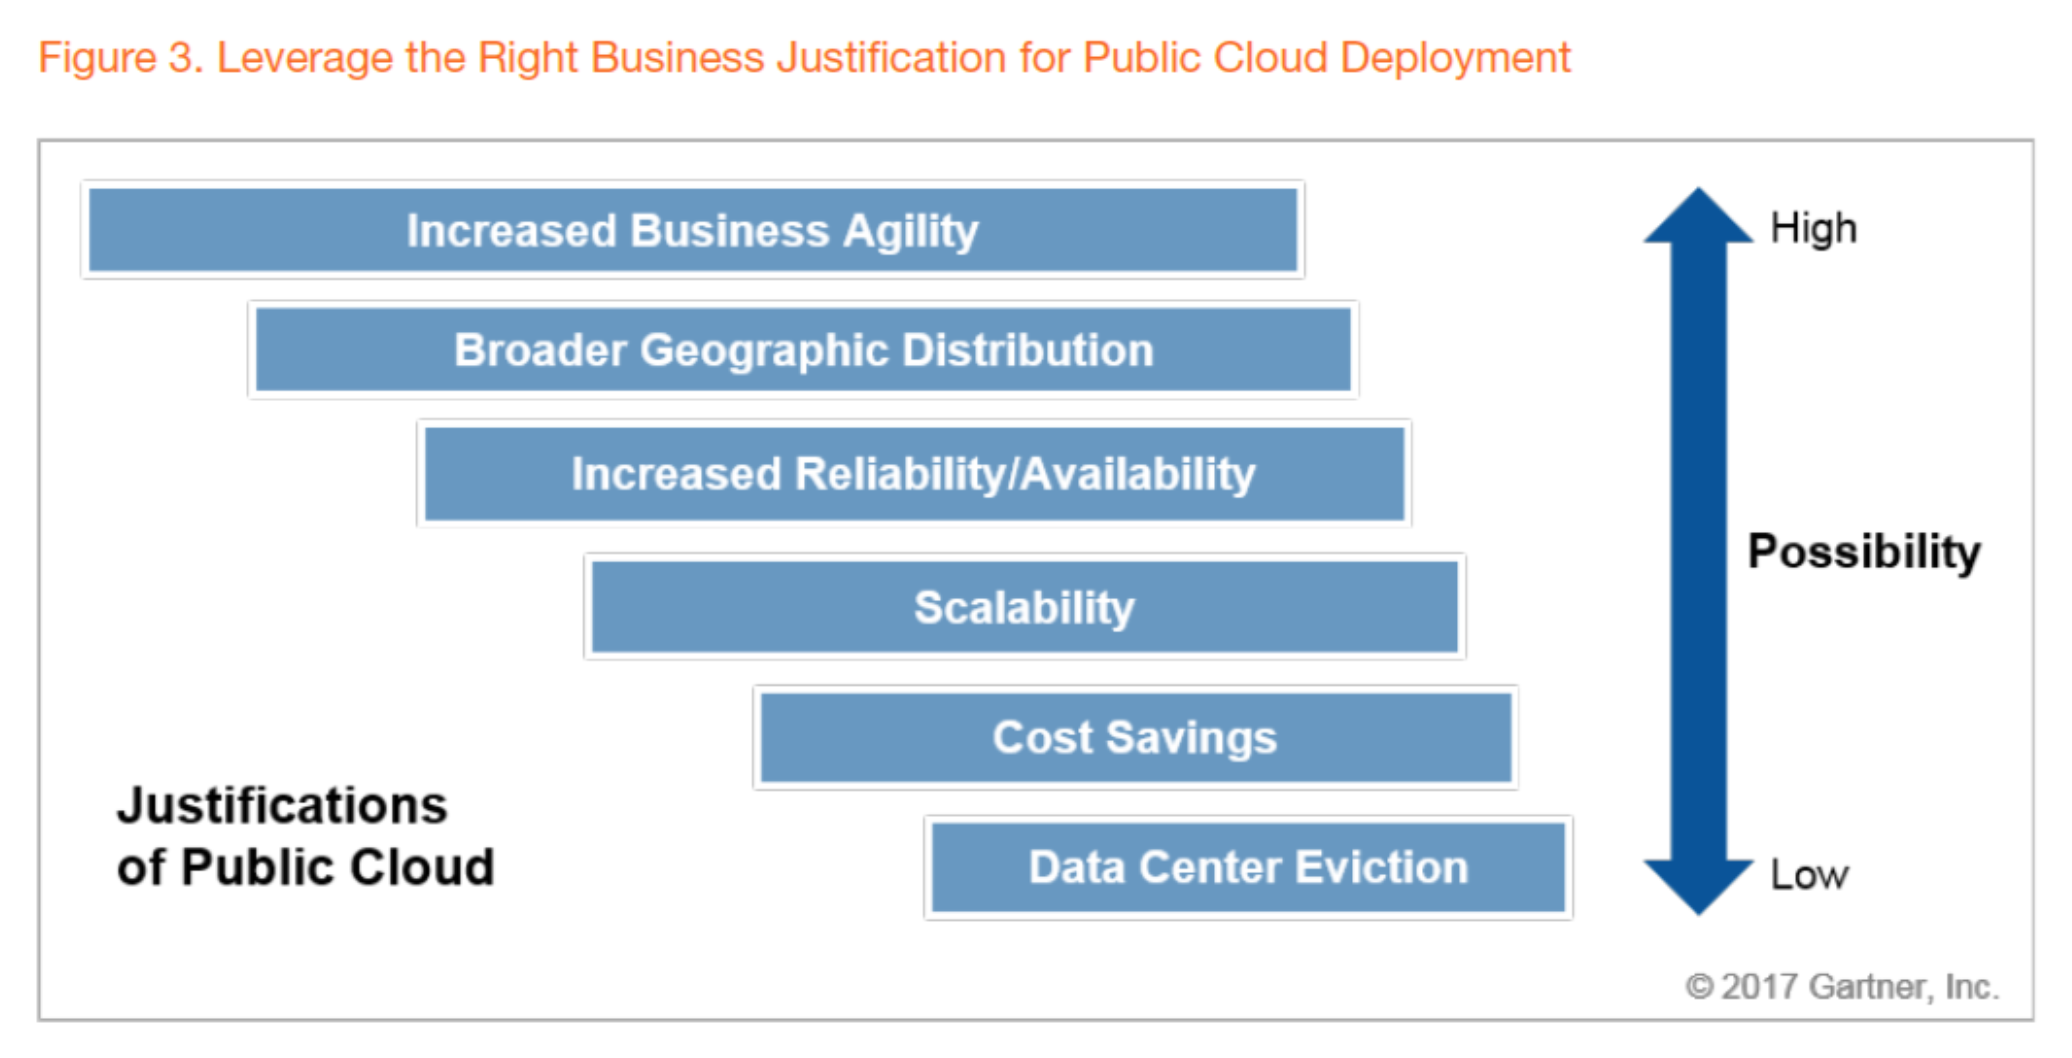 Figure 3. Leverage the Right Business Justification for Public Cloud Deployment
Increased Business Agility
High
Broader Geographic Distribution
Increased Reliability/Availability
Possibility
Scalability
Cost Savings
Justifications
of Public Cloud
Data Center Eviction
Low
© 2017 Gartner, Inc.